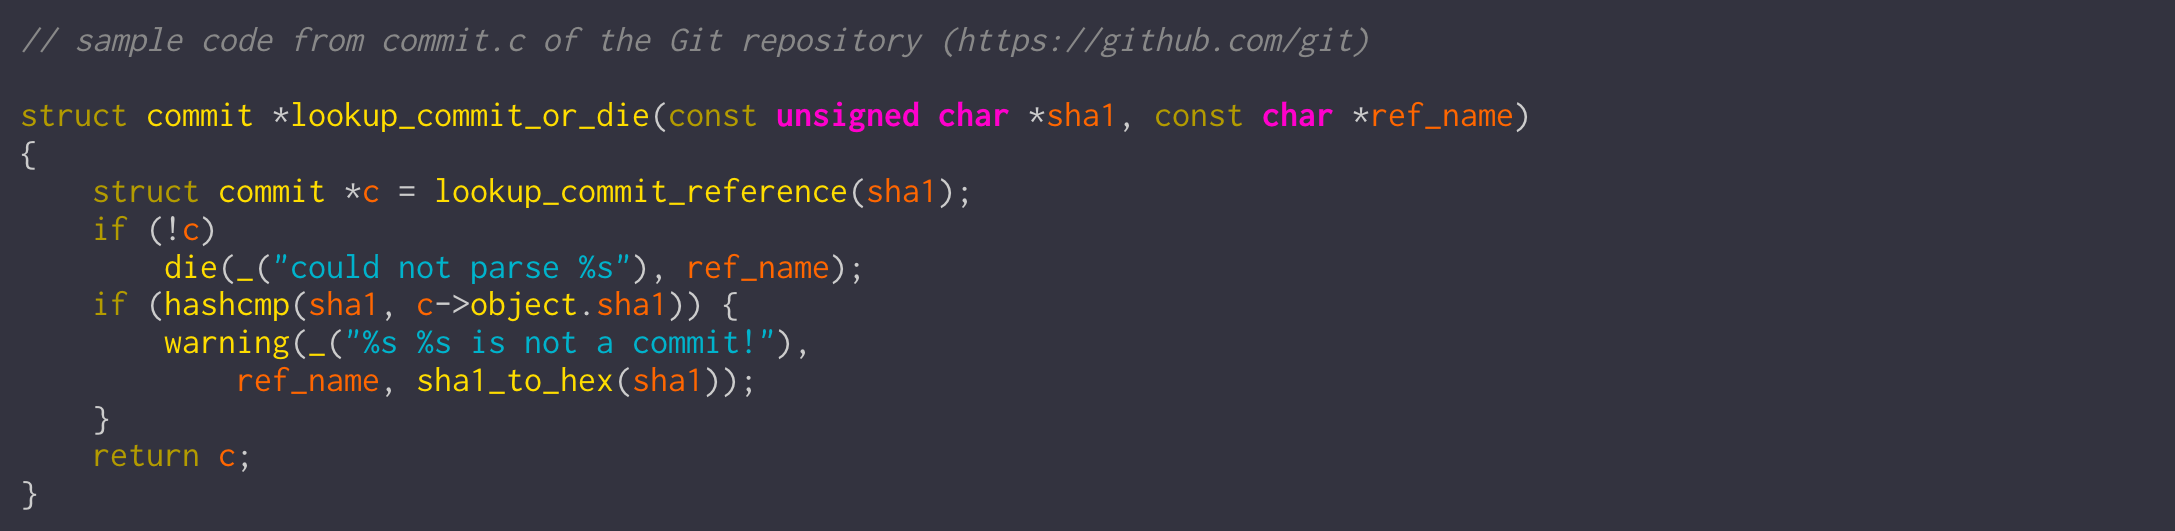 // sample code from commit.c of the Git repository (https://github.com/git)

struct commit *lookup_commit_or_die(const unsigned char *sha1, const char *ref_name)
{
    struct commit *c = lookup_commit_reference(sha1);
    if (!c)
        die(_("could not parse %s"), ref_name);
    if (hashcmp(sha1, c->object.sha1)) {
        warning(_("%s %s is not a commit!"),
            ref_name, sha1_to_hex(sha1));
    }
    return c;
}